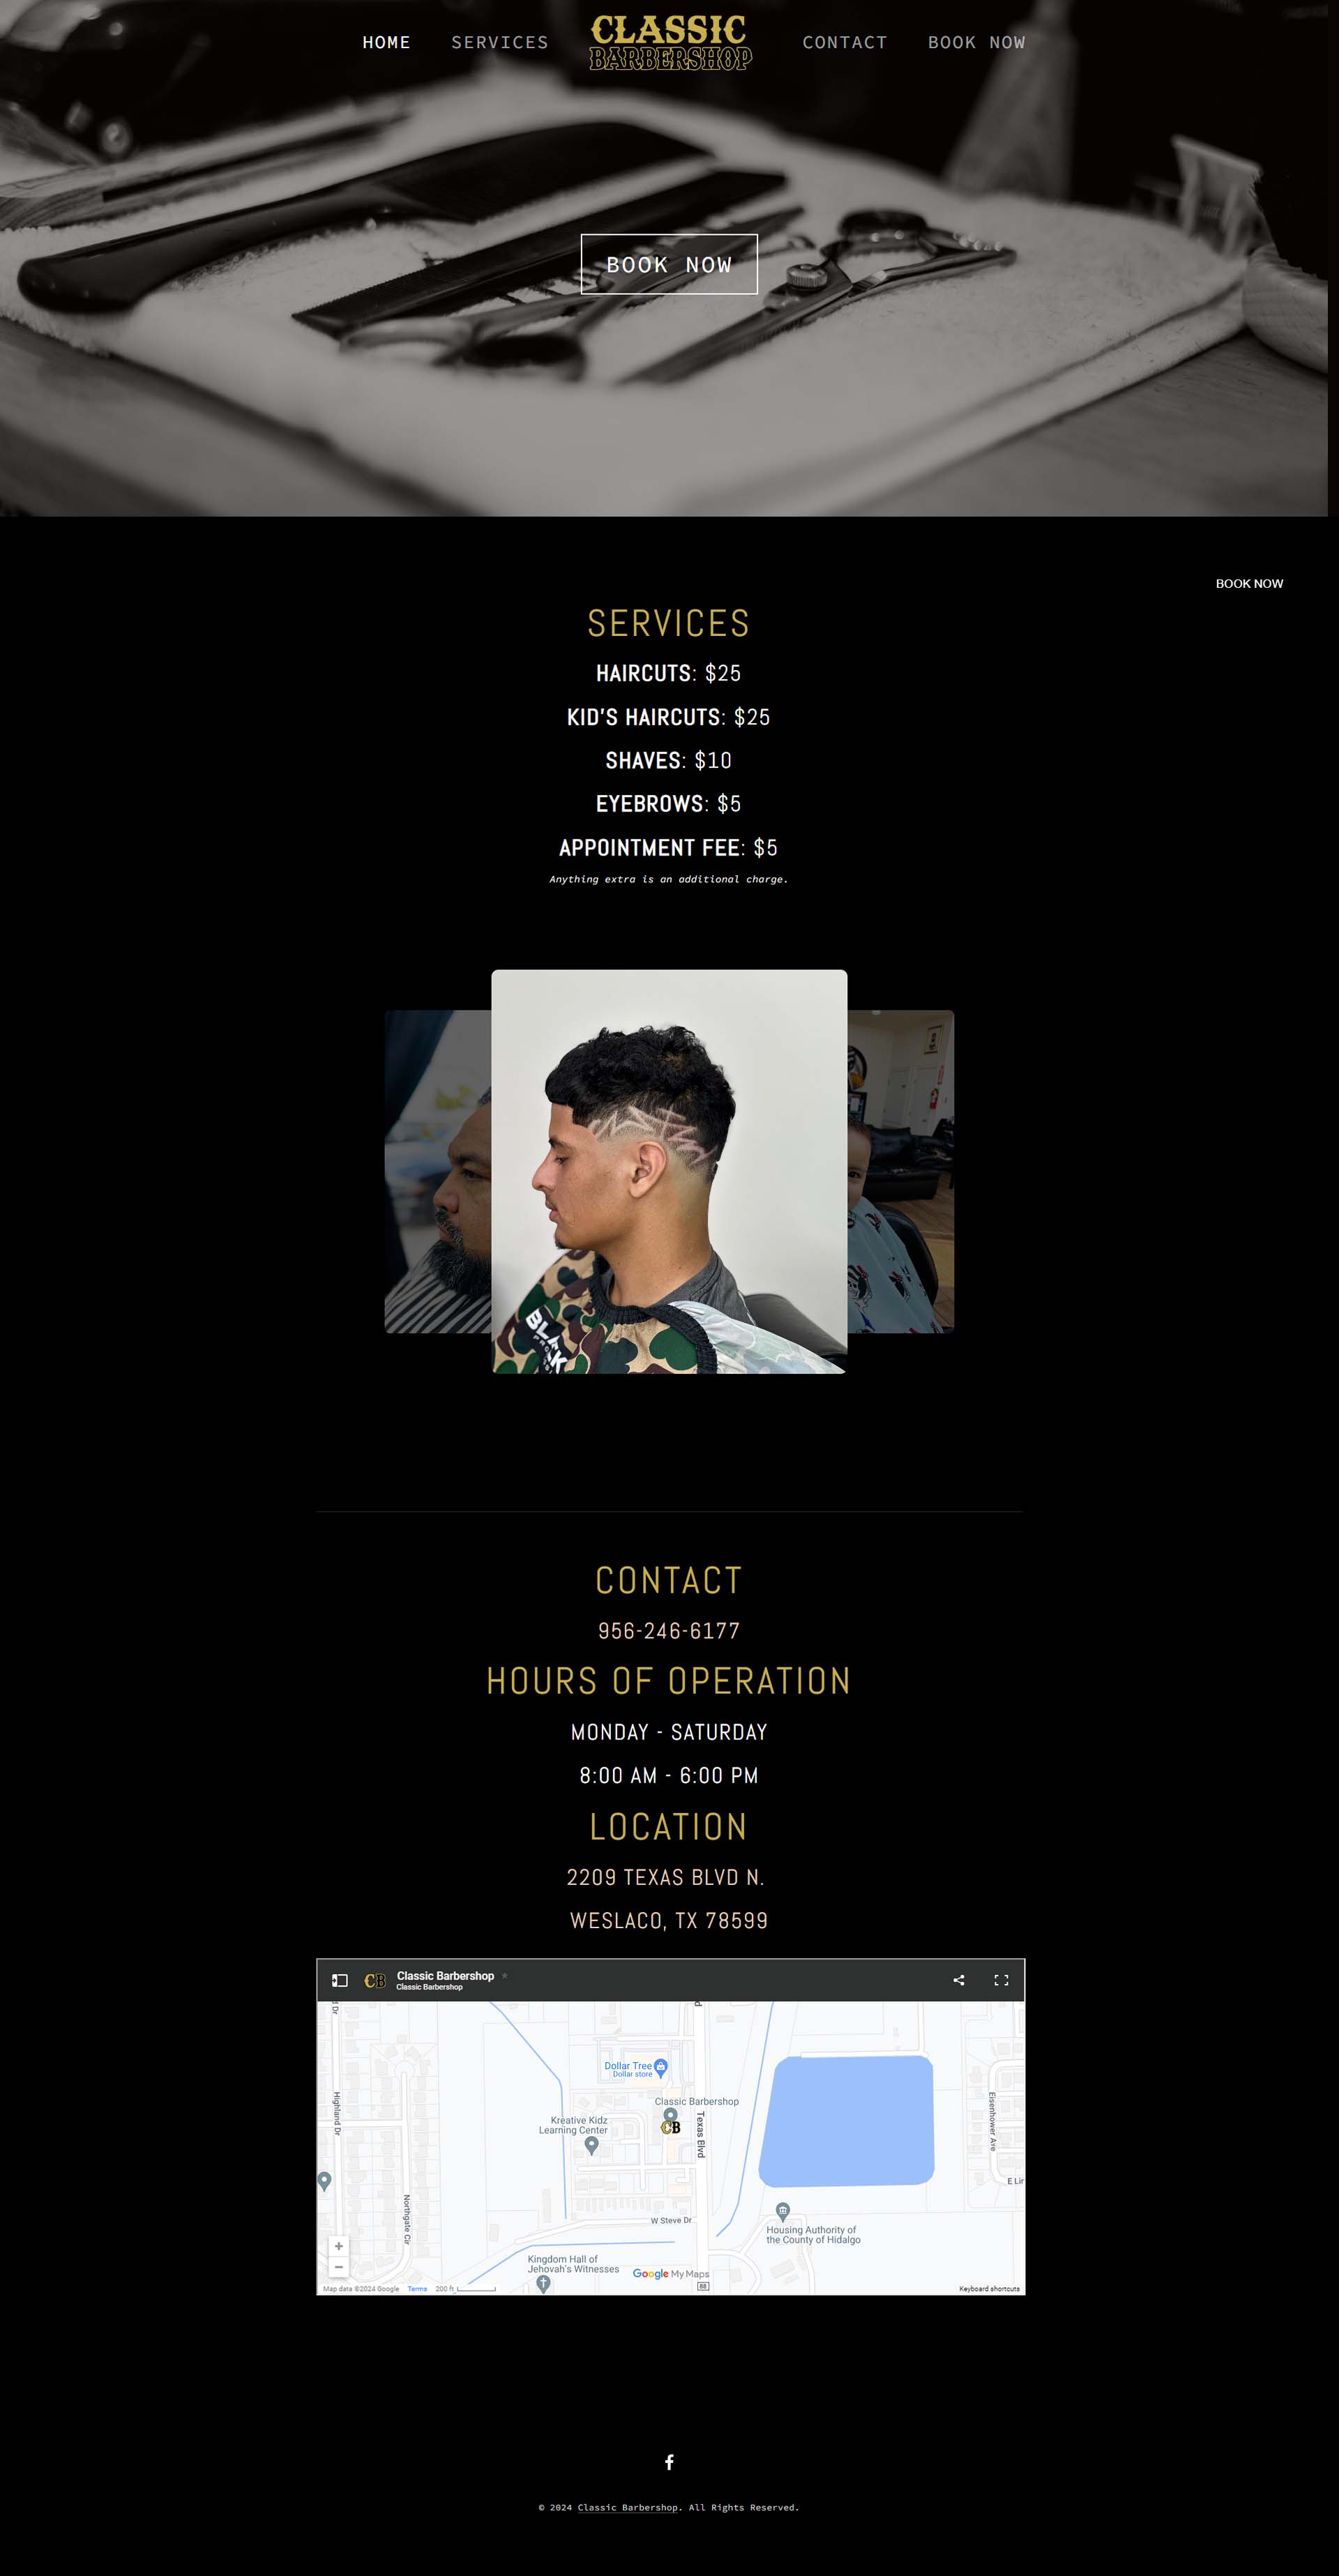 HOME
SERVICES
CLASSIC
BARBERSHOP
CONTACT
BOOK NOW
BOOK NOW
BOOK NOW
SERVICES
HAIRCUTS: $25
KID'S HAIRCUTS: $25
SHAVES: $10
EYEBROWS: $5
APPOINTMENT FEE: $5
Anything extra is an additional charge.
CONTACT
956-246-6177
HOURS OF OPERATION
MONDAY - SATURDAY
8:00 AM - 6:00 PM
LOCATION
2209 TEXAS BLVD N.
WESLACO, TX 78599
CB
Classic Barbershop
Classic Barbershop
Dollar Tree
Dollar store
Classic Barbershop
CB
Kreative Kidz
Learning Center
Highland Dr
Texas Blvd
Eisenhower Ave
Northgate Cir
W Steve Dr
E Lir
Housing Authority of
the County of Hidalgo
Kingdom Hall of
Jehovah's Witnesses
Google My Maps
88
Map data ©2024 Google
Terms
200 ft
Keyboard shortcuts
© 2024 Classic Barbershop. All Rights Reserved.